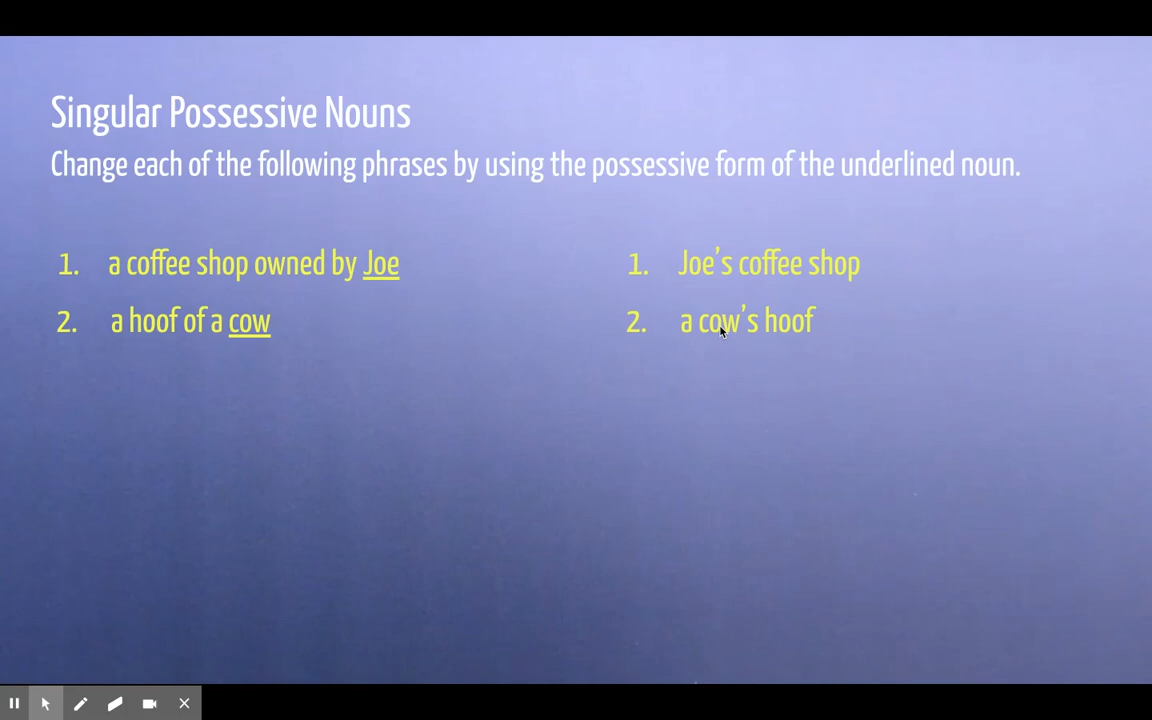 Singular Possessive Nouns
Change each of the following phrases by using the possessive form of the underlined noun.
1. a coffee shop owned by Joe
2. a hoof of a cow
1. Joe’s coffee shop
2. a cow’s hoof